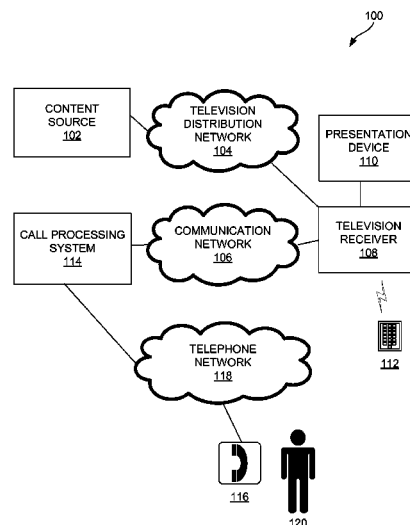 100
CONTENT
SOURCE
102
TELEVISION
DISTRIBUTION
NETWORK
104
PRESENTATION
DEVICE
110
CALL PROCESSING
SYSTEM
114
COMMUNICATION
NETWORK
106
TELEVISION
RECEIVER
108
112
TELEPHONE
NETWORK
118
116
120